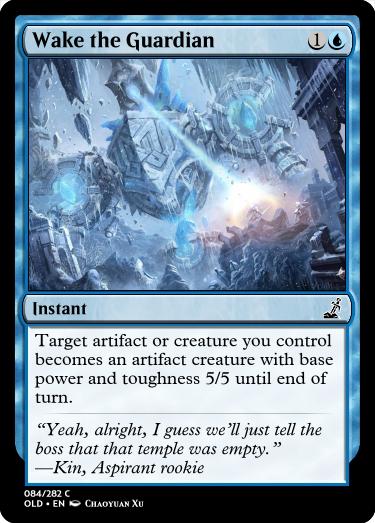 Wake the Guardian 1
Instant
Target artifact or creature you control
becomes an artifact creature with base
power and toughness 5/5 until end of
turn.
“Yeah, alright, I guess we’ll just tell the
boss that that temple was empty.”
—Kin, Aspirant rookie
084/282 C
OLD • EN Chaoyuan Xu